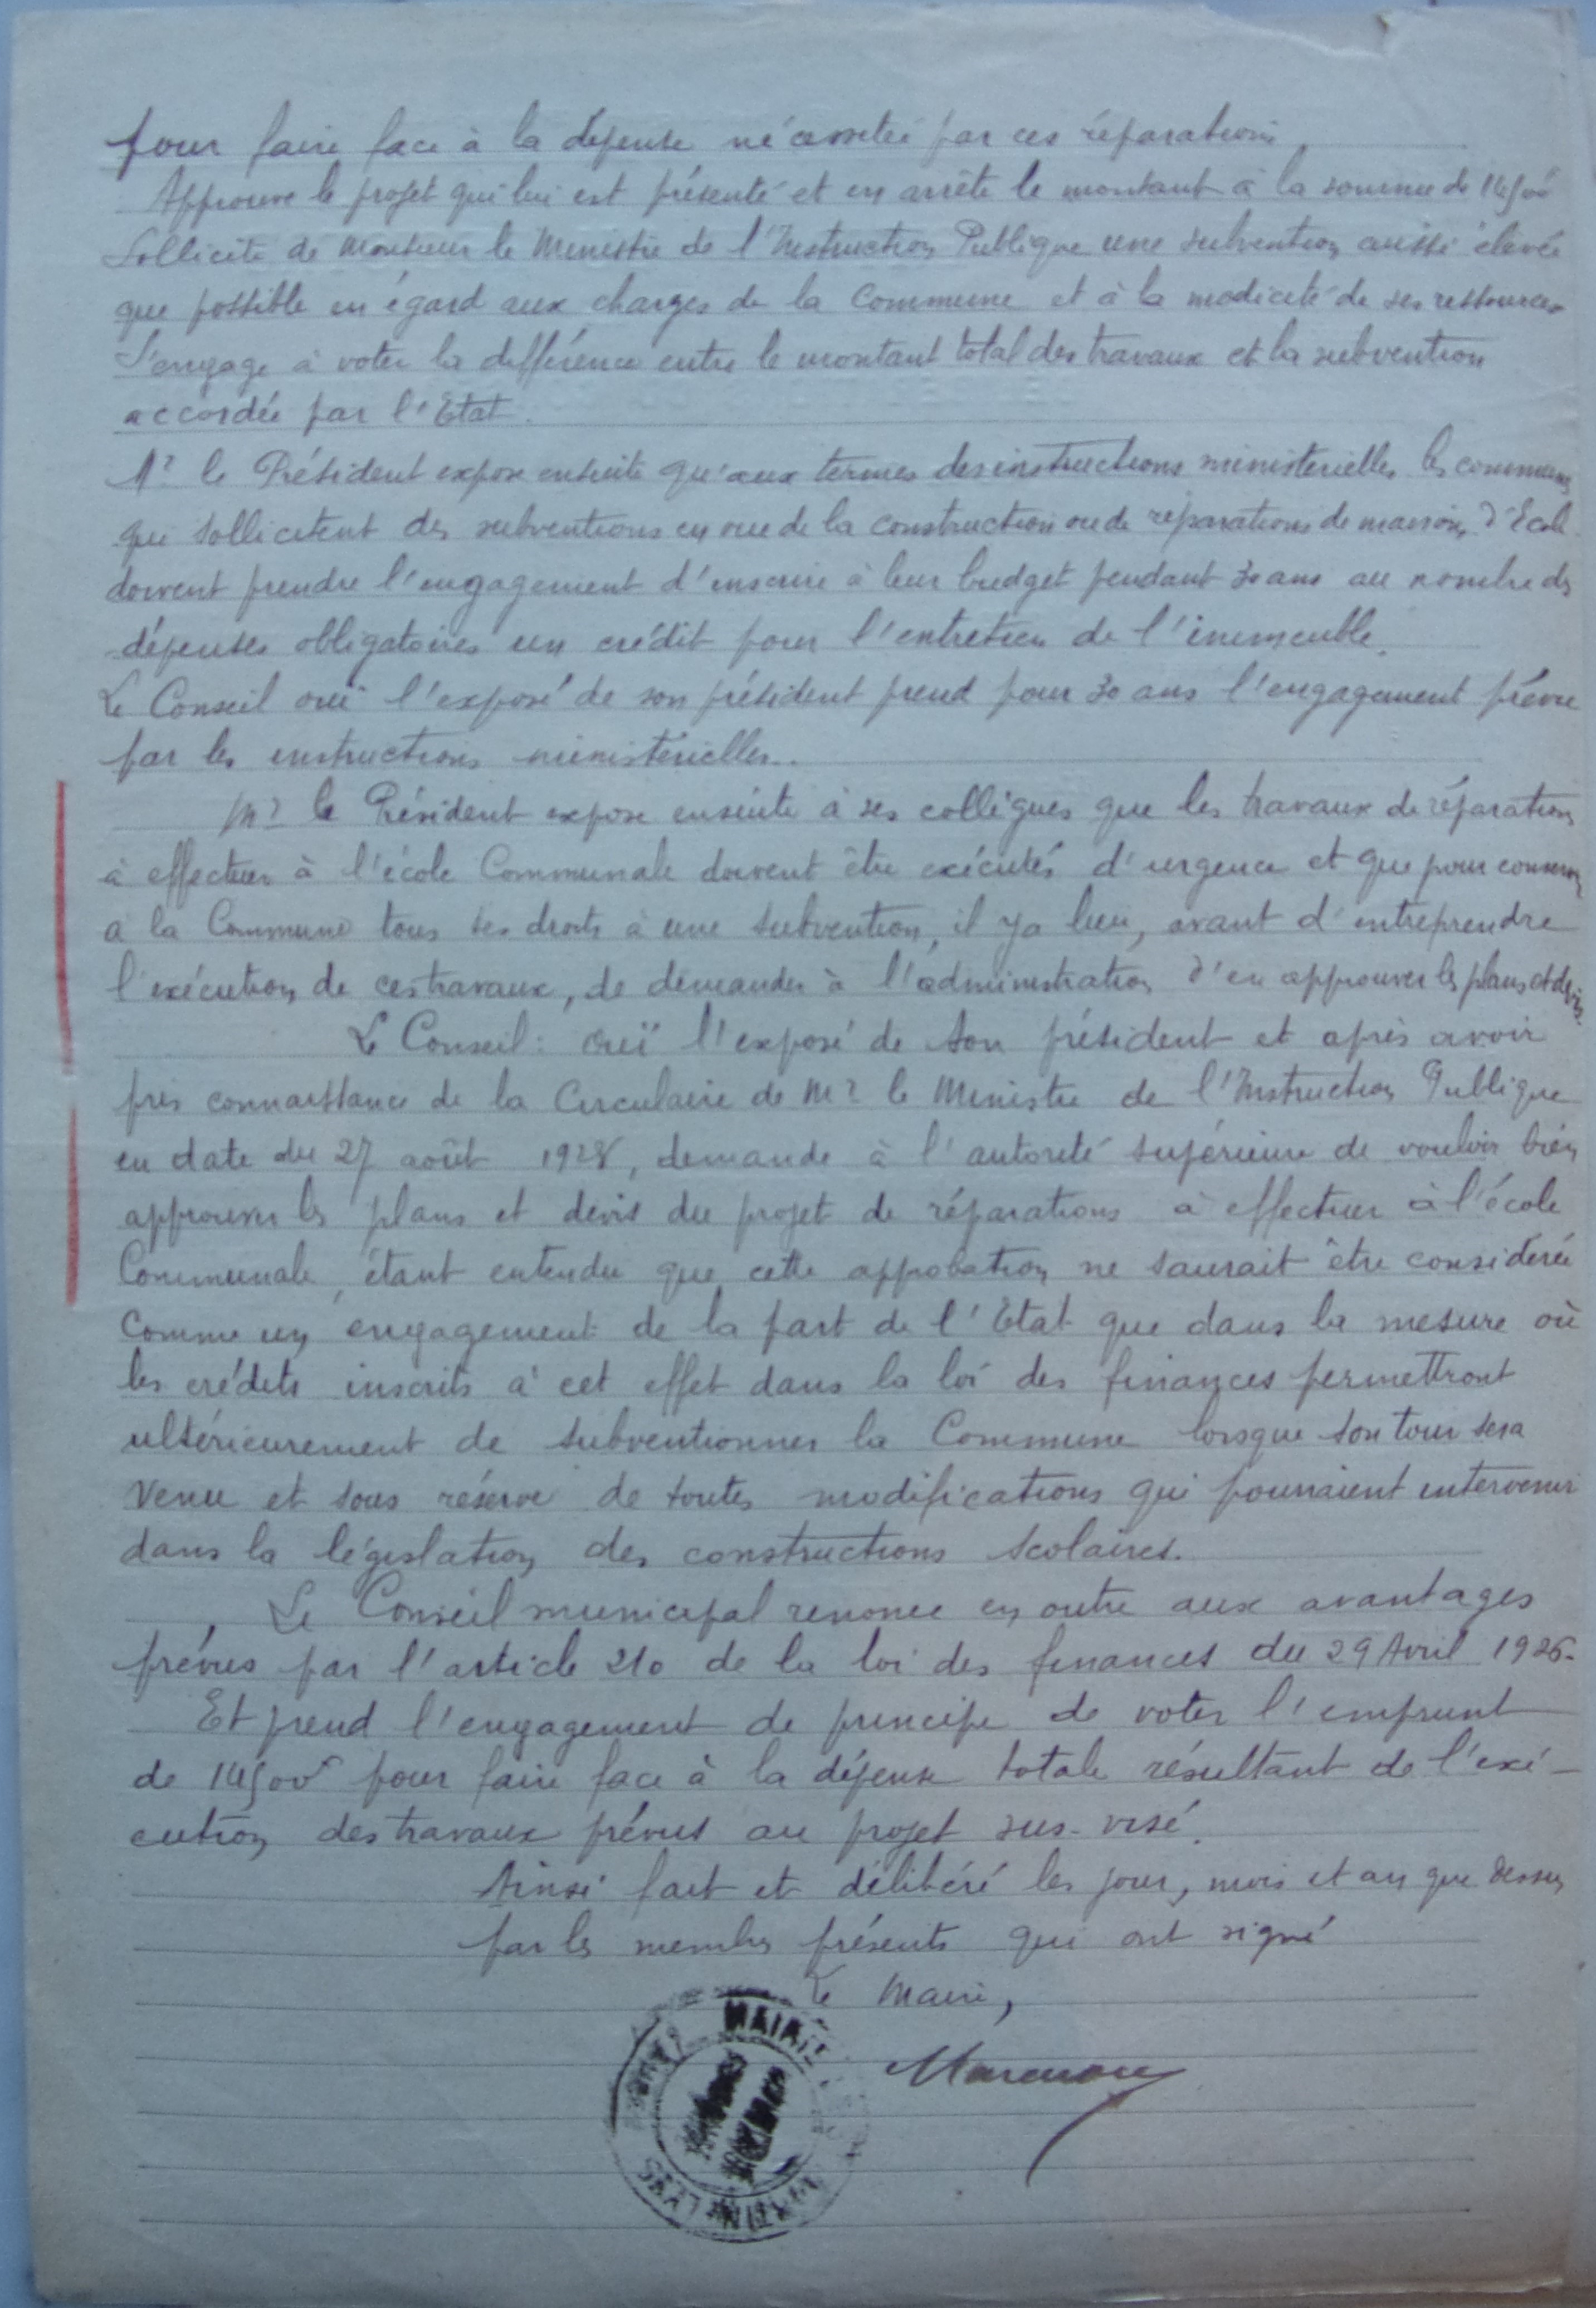 pour faire face à la dépense nécessitée par ces réparations
Approuve le projet qui lui est présenté et en arrête le montant à la somme de
Sollicite de Monsieur le Ministre de l'Instruction Publique une subvention aussi élevée
que possible eu égard aux charges de la Commune et à la modicité de ses ressources
S'engage à voter la différence entre le montant total des travaux et la subvention
accordée par l'Etat.
Mr le Président expose ensuite qu'aux termes des instructions ministérielles les communes
qui sollicitent des subventions en vue de la construction ou de réparations de maison d'Ecole
doivent prendre l'engagement d'inscrire à leur budget pendant 30 ans au nombre des
dépenses obligatoires un crédit pour l'entretien de l'immeuble.
Le Conseil ouï l'exposé de son président prend pour 30 ans l'engagement prévu
par les instructions ministérielles.
Mr le Président expose ensuite à ses collègues que les travaux de réparations
à effectuer à l'école Communale doivent être exécutés d'urgence et que pour conserver
a la Commune tous ses droits à une subvention, il y a lieu, avant d'entreprendre
l'exécution de ces travaux, de demander à l'administration d'en approuver les plans et devis.
Le Conseil : ouï l'exposé de son président et après avoir
pris connaissance de la Circulaire de Mr le Ministre de l'Instruction Publique
en date du 27 août 1928, demande à l'autorité supérieure de vouloir bien
approuver les plans et devis du projet de réparations à effectuer à l'école
Communale, étant entendu que cette approbation ne saurait être considérée
comme un engagement de la part de l'Etat que dans la mesure où
les crédits inscrits à cet effet dans la loi des finances permettront
ultérieurement de subventionner la Commune lorsque son tour sera
venu et sous réserve de toutes modifications qui pourraient intervenir
dans la législation des constructions scolaires.
Le Conseil municipal renonce en outre aux avantages
prévus par l'article 210 de la loi des finances du 29 Avril 1926.
Et prend l'engagement de principe de voter l'emprunt
de pour faire face à la dépense totale résultant de l'exé-
cution des travaux prévus au projet sus-visé.
Ainsi fait et délibéré les jour, mois et an que dessus
par les membres présents qui ont signé
Le Maire,
MAIRIE